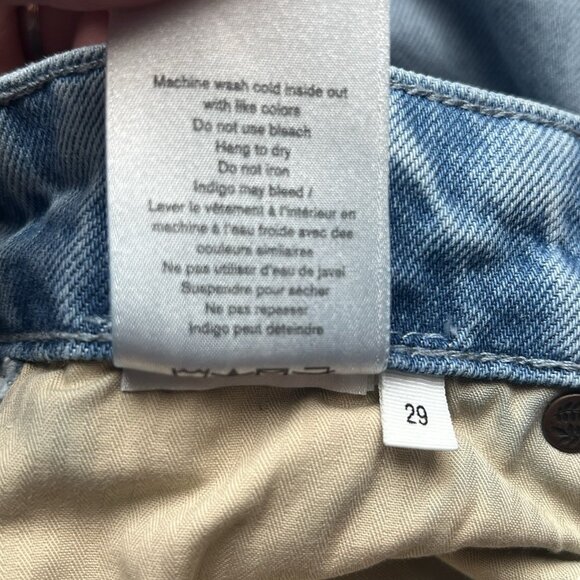 Machine wash cold inside out
with like colors
Do not use bleach
Hang to dry
Do not iron
Indigo may bleed /
Lever le vêtement à l'intérieur en
machine à l'eau froide avec des
couleurs similaires
Ne pas utiliser d'eau de javel
Suspendre pour sécher
Ne pas repasser
Indigo peut déteindre
29